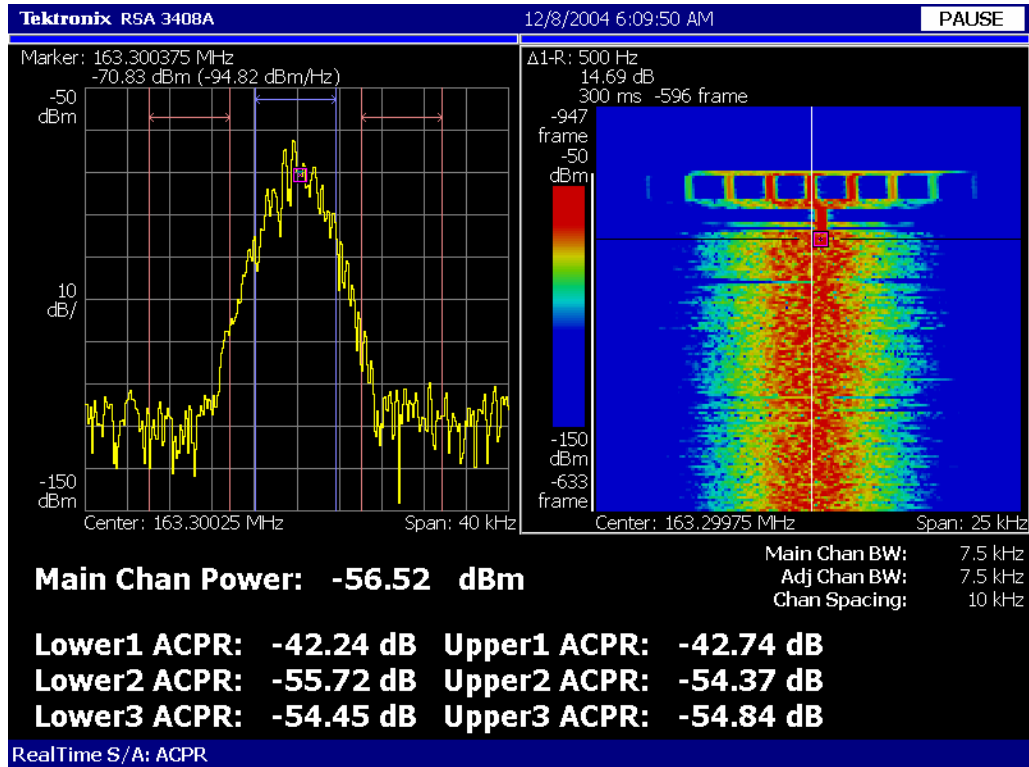 Tektronix RSA 3408A
12/8/2004 6:09:50 AM
PAUSE
Marker: 163.300375 MHz
-70.83 dBm (-94.82 dBm/Hz)
-50
dBm
10
dB/
-150
dBm
Center: 163.30025 MHz
Span: 40 kHz
Δ1-R: 500 Hz
14.69 dB
300 ms -596 frame
-947
frame
-50
dBm
-150
dBm
-633
frame
Center: 163.29975 MHz
Span: 25 kHz
Main Chan BW: 7.5 kHz
Adj Chan BW: 7.5 kHz
Chan Spacing: 10 kHz
Main Chan Power: -56.52 dBm
Lower1 ACPR: -42.24 dB Upper1 ACPR: -42.74 dB
Lower2 ACPR: -55.72 dB Upper2 ACPR: -54.37 dB
Lower3 ACPR: -54.45 dB Upper3 ACPR: -54.84 dB
RealTime S/A: ACPR